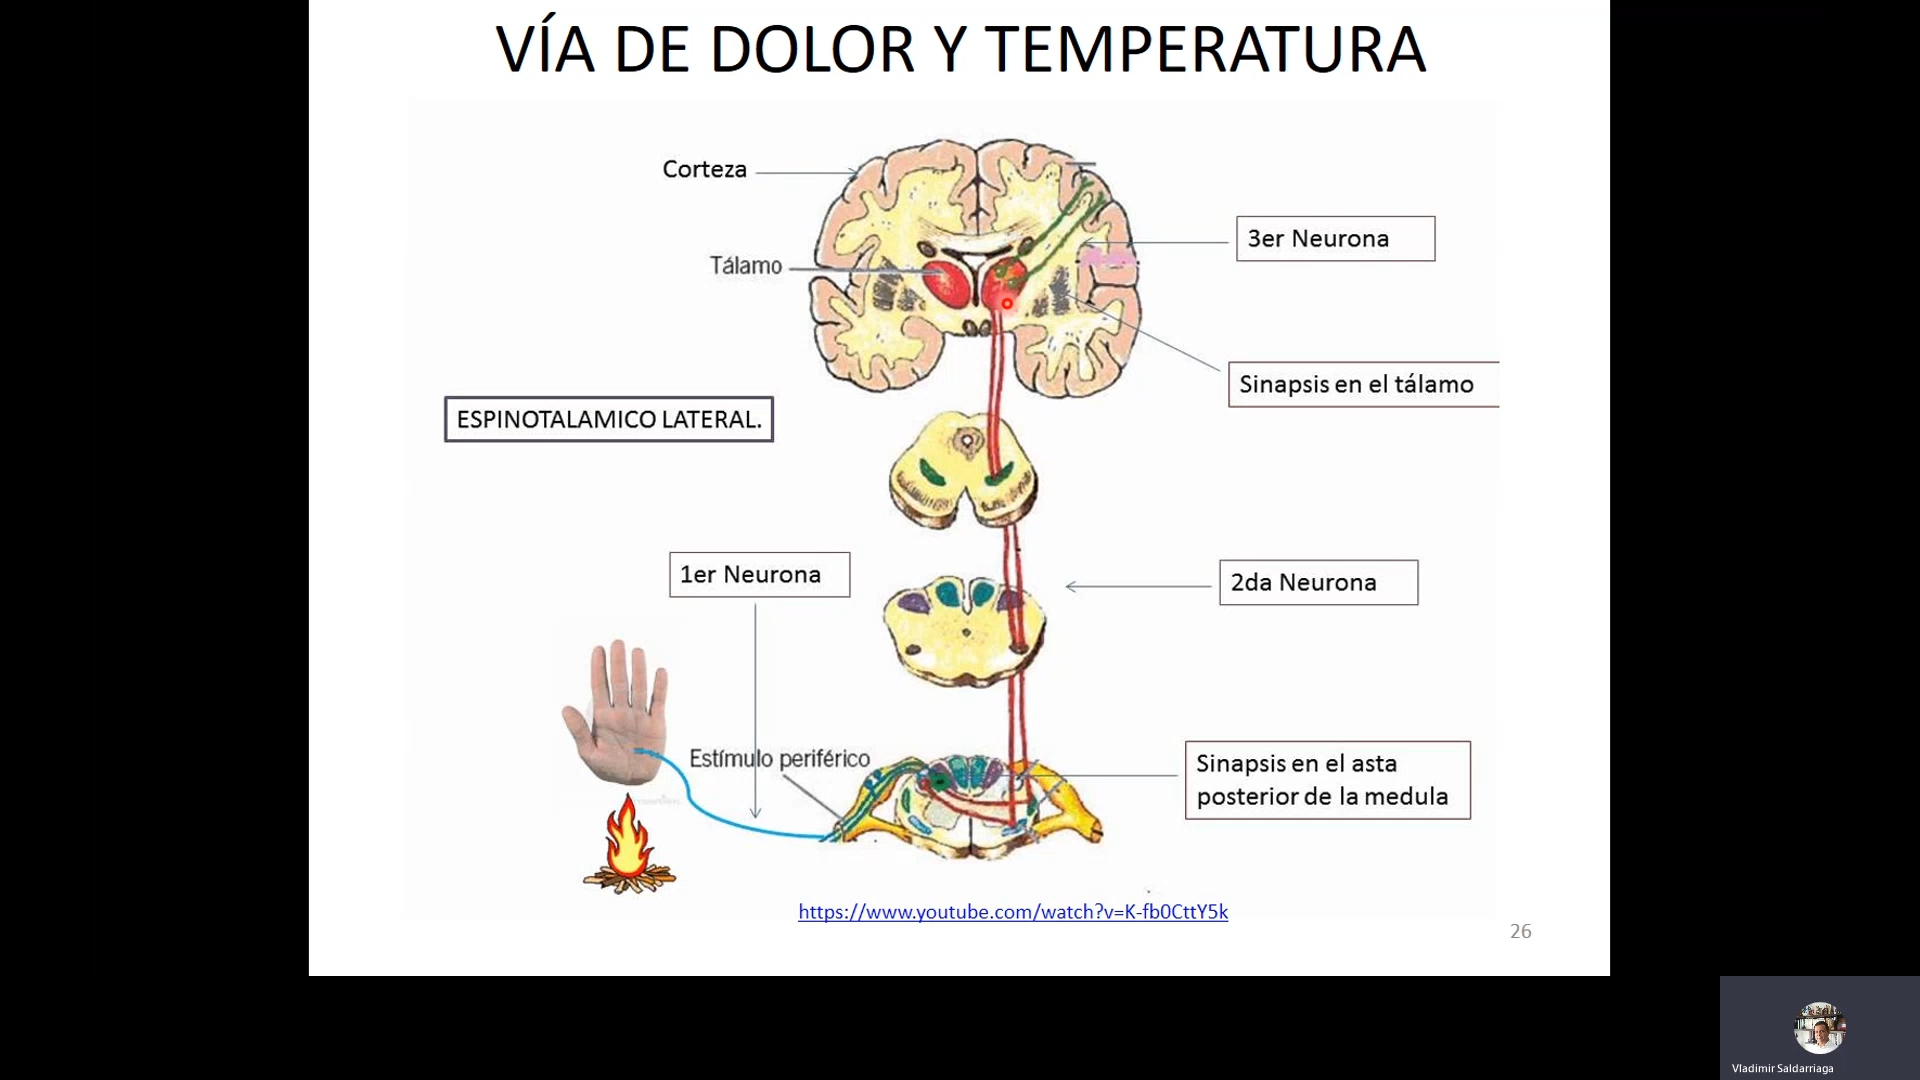 VÍA DE DOLOR Y TEMPERATURA
Corteza
3er Neurona
Tálamo
Sinapsis en el tálamo
ESPINOTALAMICO LATERAL.
1er Neurona
2da Neurona
Estímulo periférico
Sinapsis en el asta
posterior de la medula
https://www.youtube.com/watch?v=K-fb0CttY5k
26
Vladimir Saldarriaga